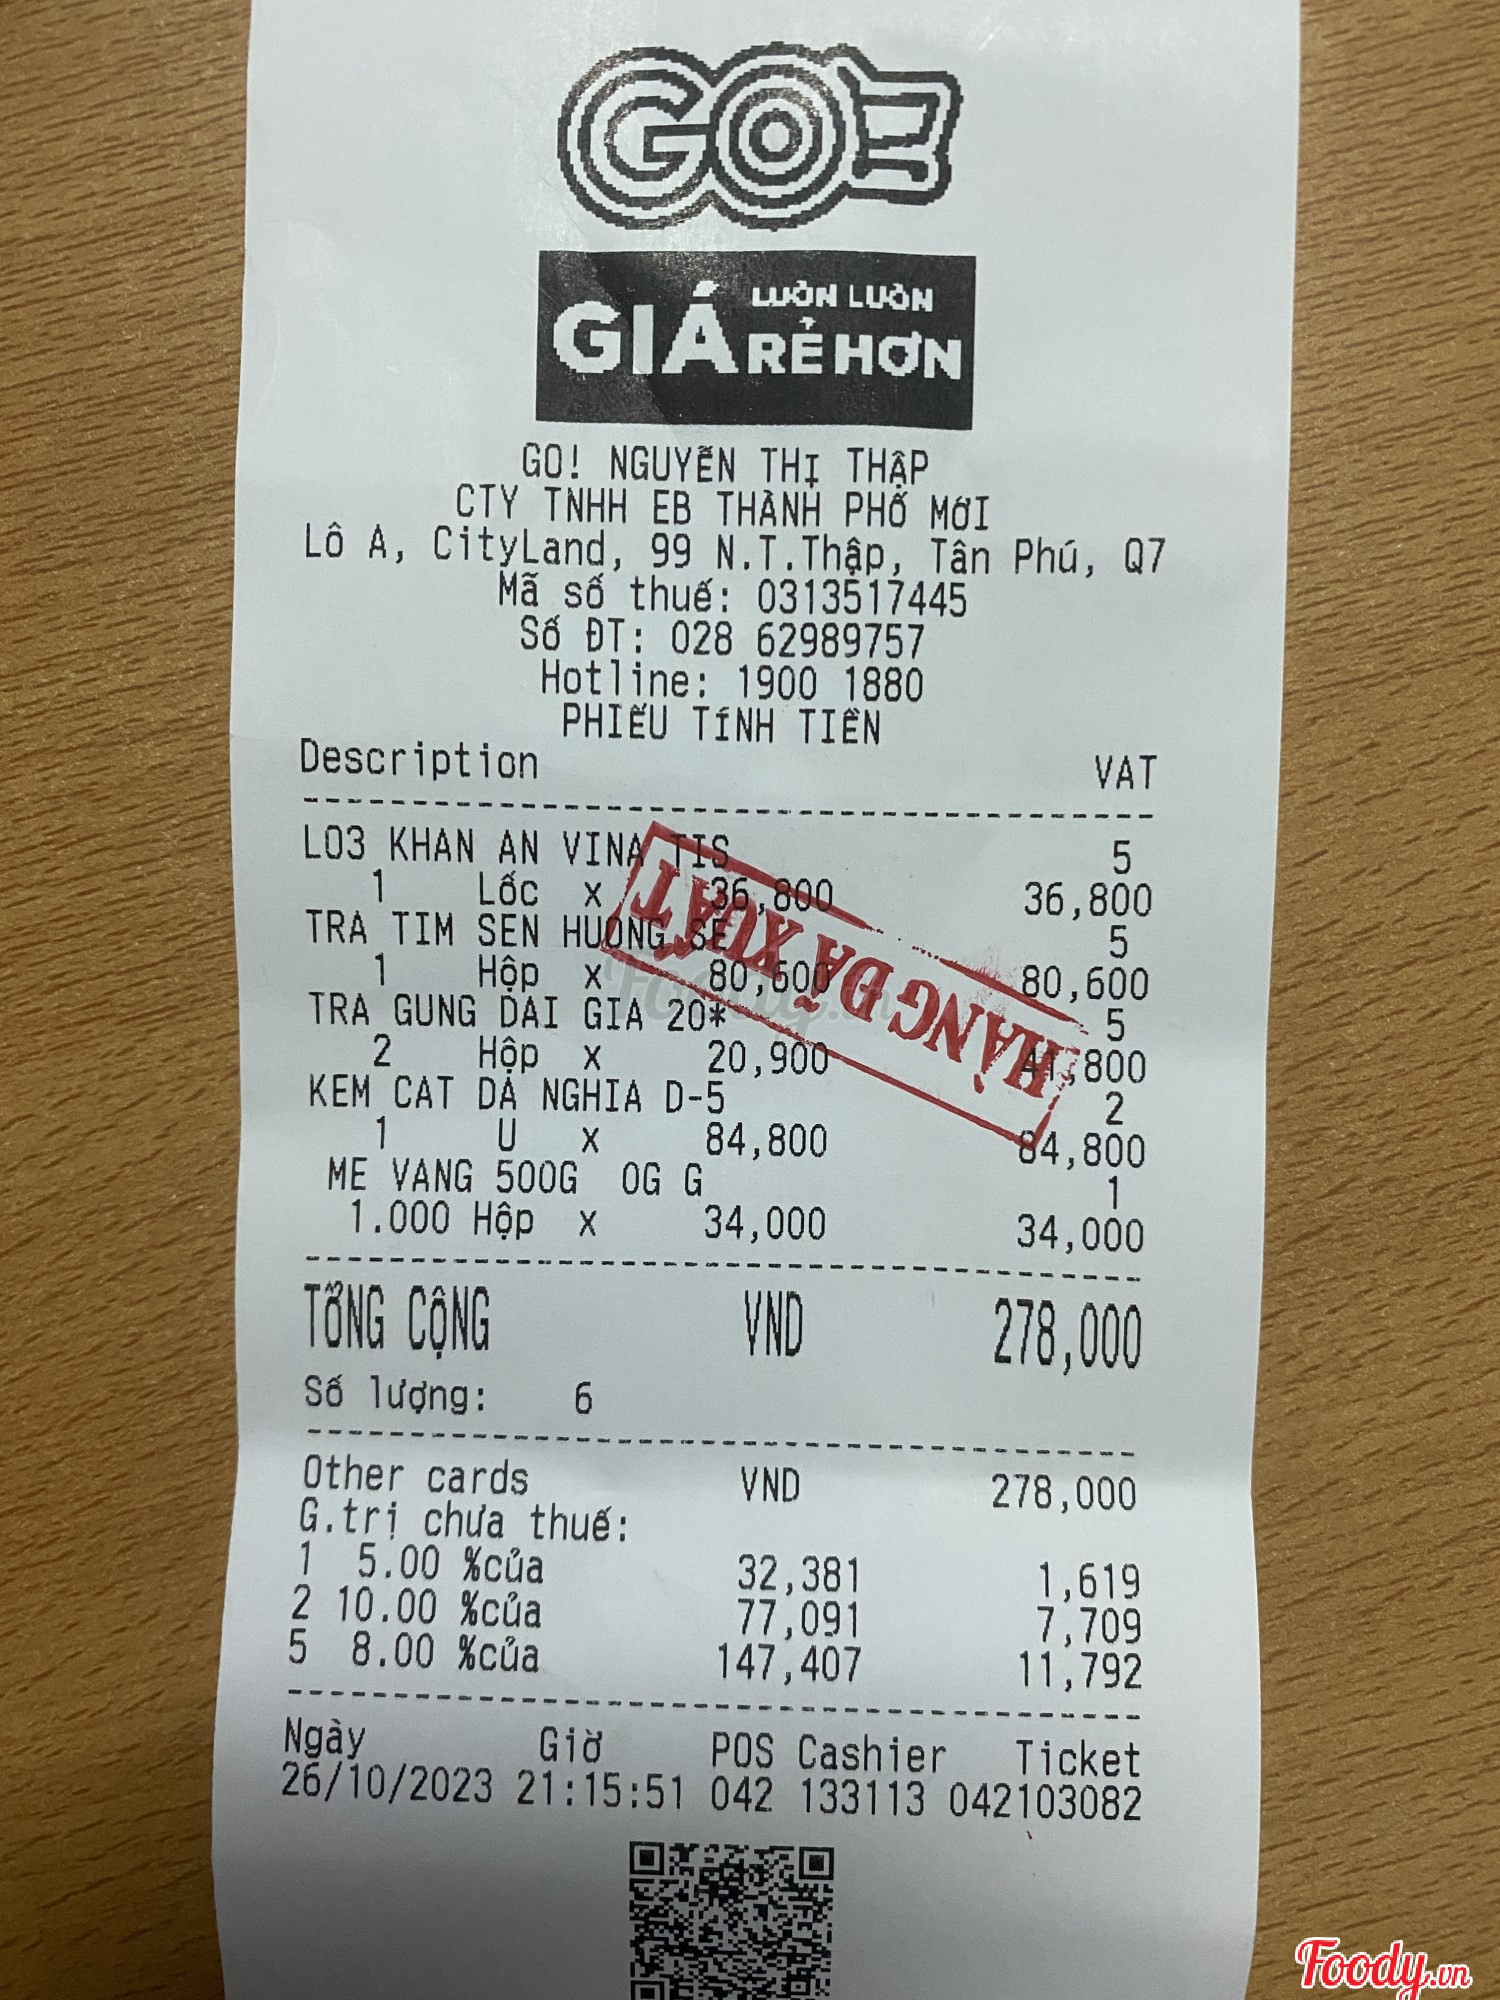 GO!
GIÁ LUÔN LUÔN RẺ HƠN
GO! NGUYỄN THỊ THẬP
CTY TNHH EB THÀNH PHỐ MỚI
Lô A, CityLand, 99 N.T.Thập, Tân Phú, Q7
Mã số thuế: 0313517445
Số ĐT: 028 62989757
Hotline: 1900 1880
PHIẾU TÍNH TIỀN
Description VAT
LO3 KHAN AN VINA TIS 5
1 Lốc x 36,800 36,800
TRA TIM SEN HUONG SE 5
1 Hộp x 80,600 80,600
TRA GUNG DAI GIA 20* 5
2 Hộp x 20,900 41,800
KEM CAT DA NGHIA D-5 2
1 U x 84,800 84,800
ME VANG 500G OG G 1
1.000 Hộp x 34,000 34,000
HÀNG ĐÃ XUẤT
TỔNG CỘNG VND 278,000
Số lượng: 6
Other cards VND 278,000
G.trị chưa thuế:
1 5.00 %của 32,381 1,619
2 10.00 %của 77,091 7,709
5 8.00 %của 147,407 11,792
Ngày Giờ POS Cashier Ticket
26/10/2023 21:15:51 042 133113 042103082
Foody.vn
Foody.vn